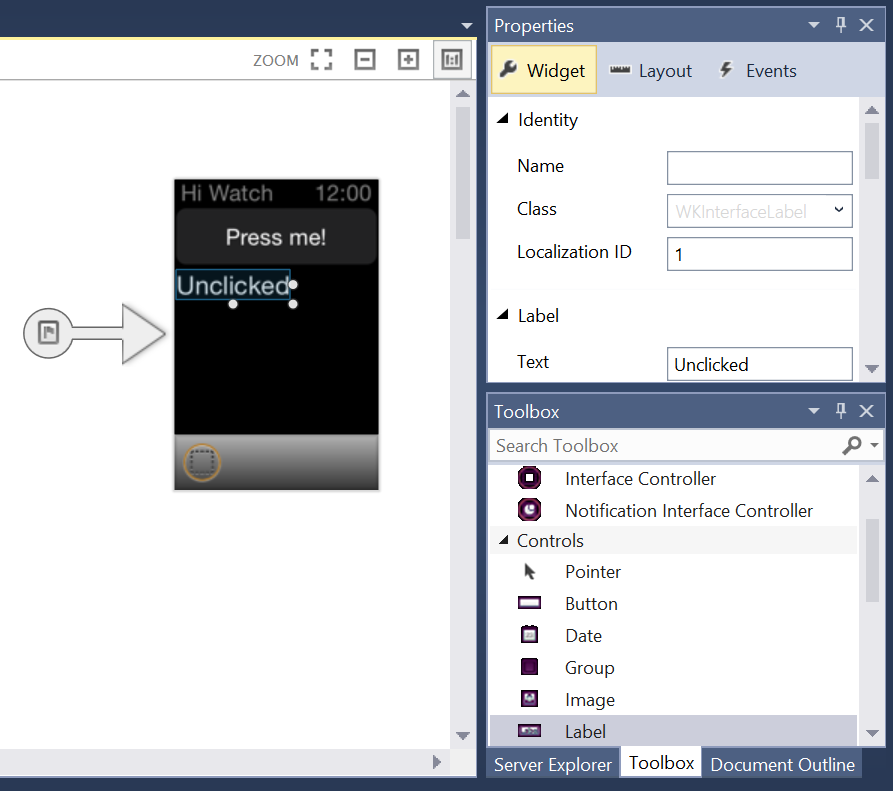 ZOOM
Hi Watch 12:00
Press me!
Unclicked
Properties
Widget Layout Events
Identity
Name
Class WKInterfaceLabel
Localization ID 1
Label
Text Unclicked
Toolbox
Search Toolbox
Interface Controller
Notification Interface Controller
Controls
Pointer
Button
Date
Group
Image
Label
Server Explorer Toolbox Document Outline